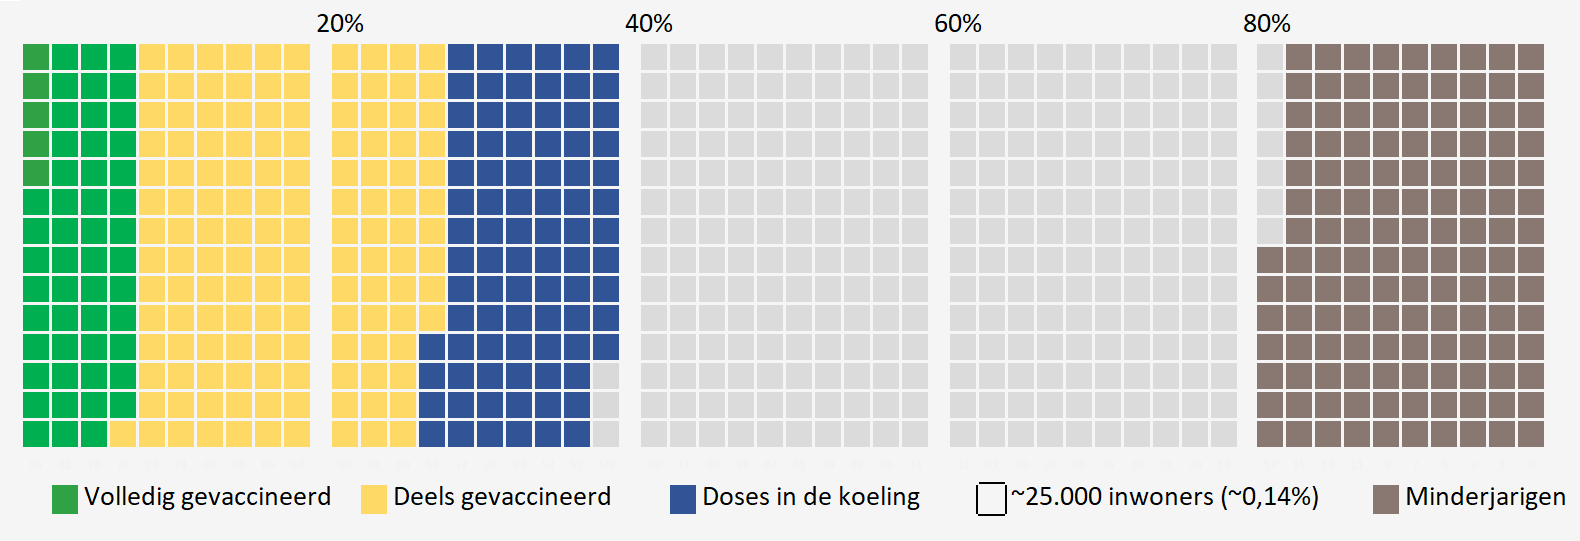 20%
40%
60%
80%
Volledig gevaccineerd
Deels gevaccineerd
Doses in de koeling
~25.000 inwoners (~0,14%)
Minderjarigen